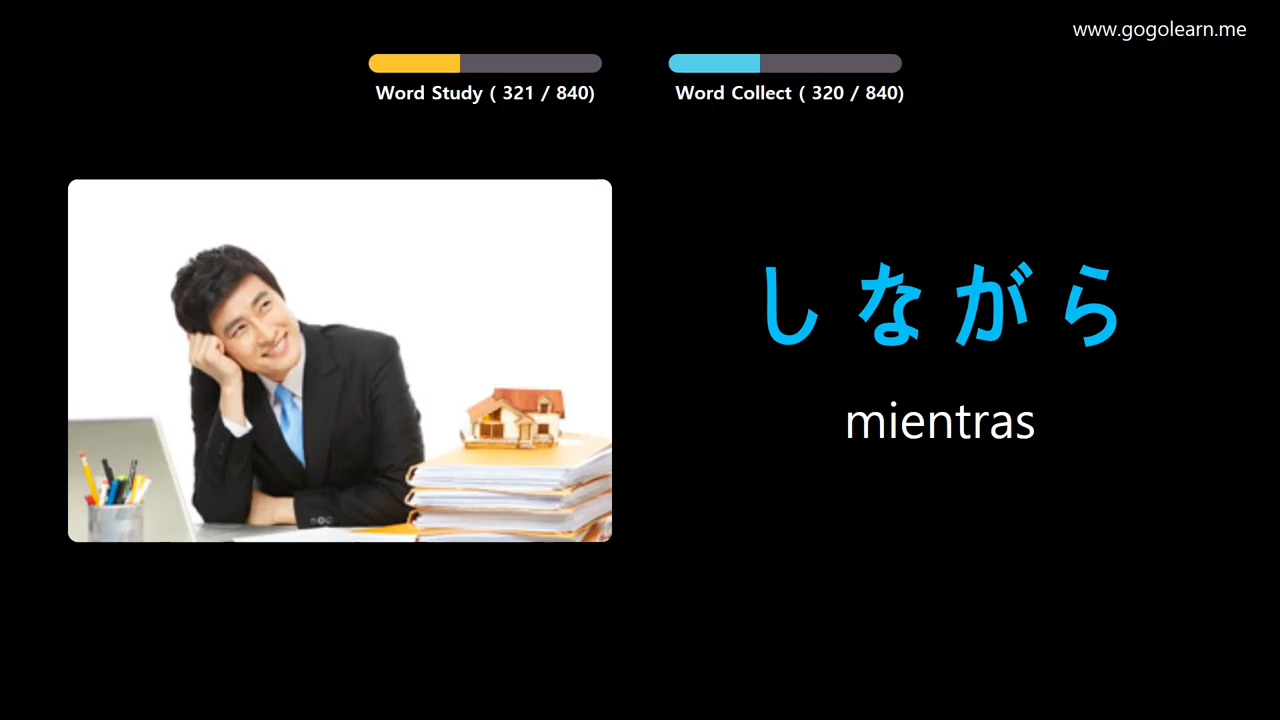 www.gogolearn.me
Word Study ( 321 / 840)
Word Collect ( 320 / 840)
しながら
mientras